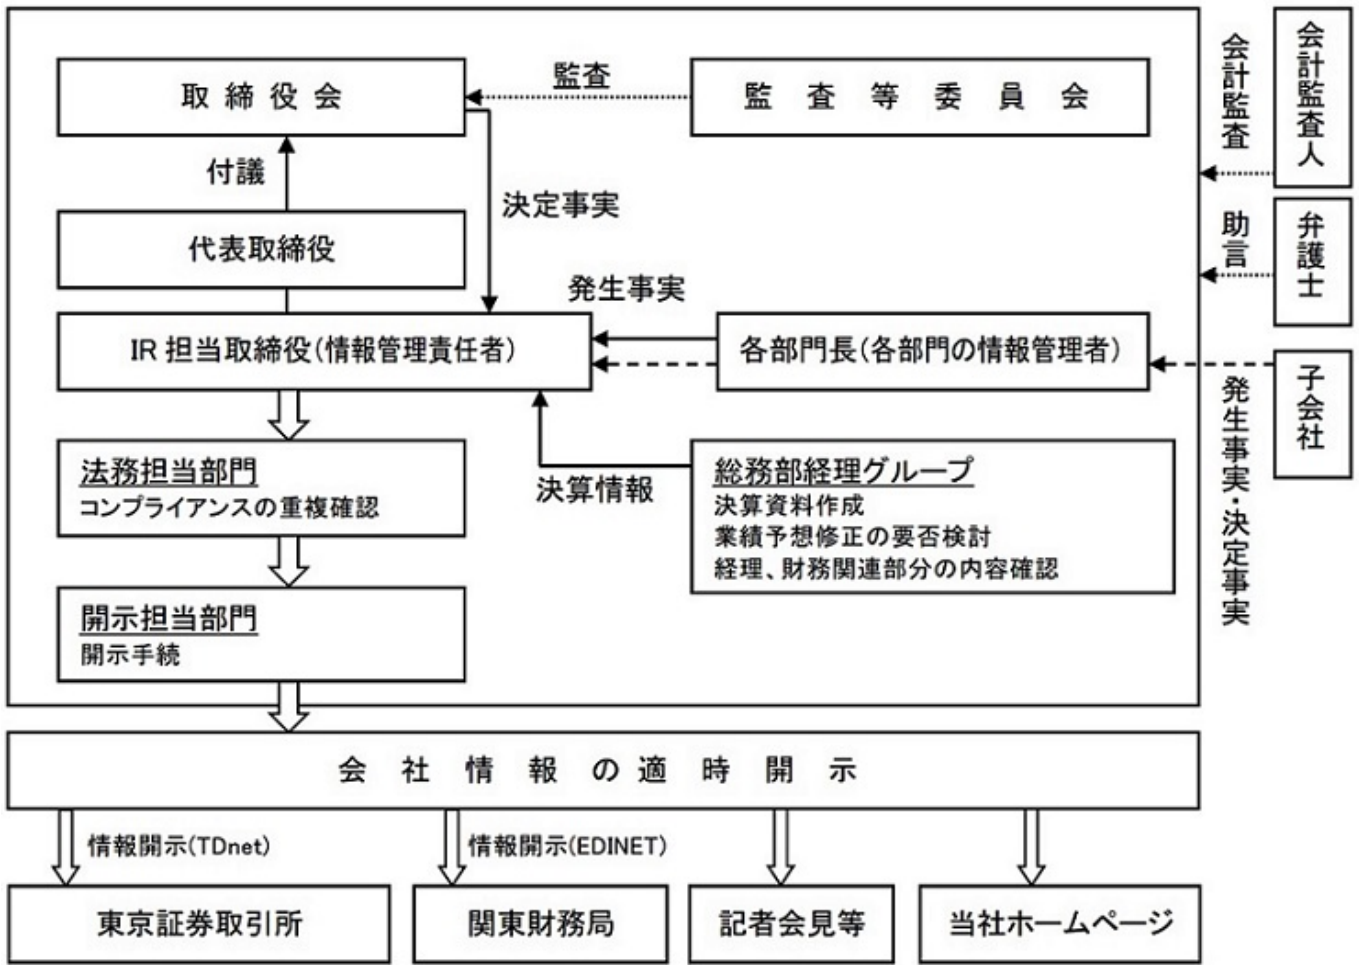 取締役会
監査
監査等委員会
会計監査
会計監査人
付議
決定事実
助言
弁護士
代表取締役
発生事実
IR 担当取締役(情報管理責任者)
各部門長(各部門の情報管理者)
子会社
発生事実・決定事実
法務担当部門
コンプライアンスの重複確認
決算情報
総務部経理グループ
決算資料作成
業績予想修正の要否検討
経理、財務関連部分の内容確認
開示担当部門
開示手続
会社情報の適時開示
情報開示(TDnet)
情報開示(EDINET)
東京証券取引所
関東財務局
記者会見等
当社ホームページ